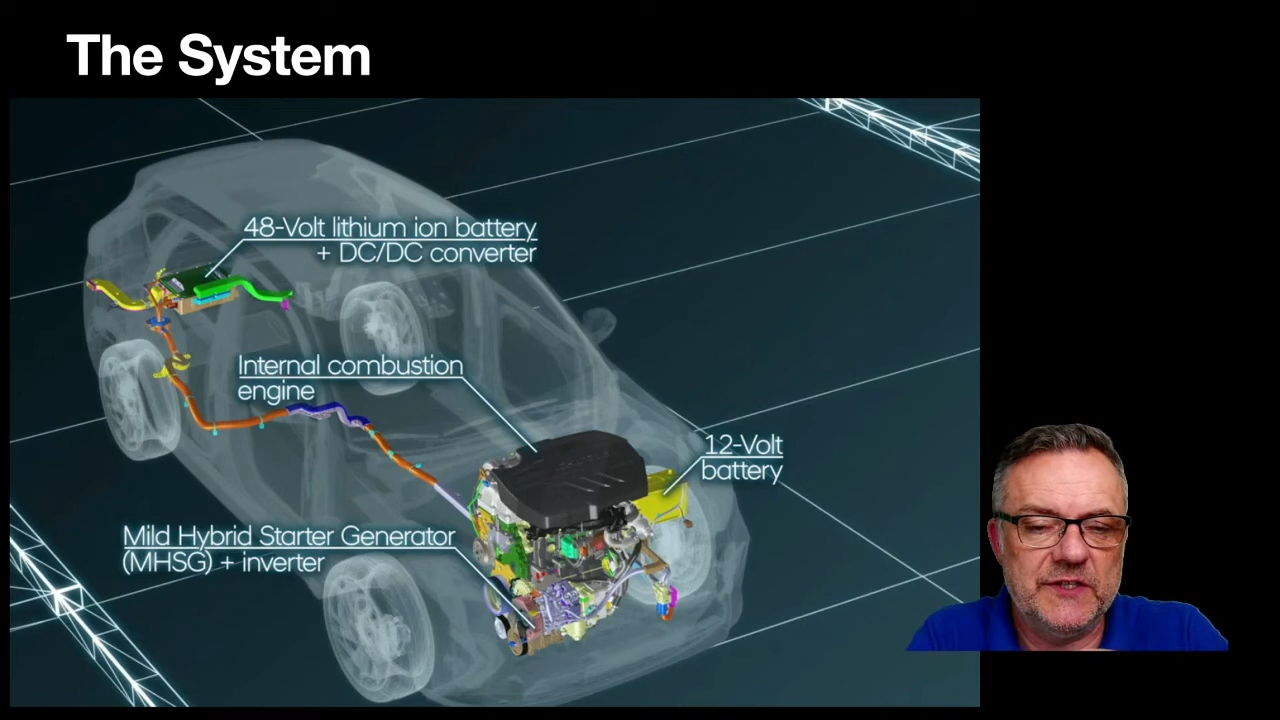 The System
48-Volt lithium ion battery
+ DC/DC converter
Internal combustion
engine
12-Volt
battery
Mild Hybrid Starter Generator
(MHSG) + inverter